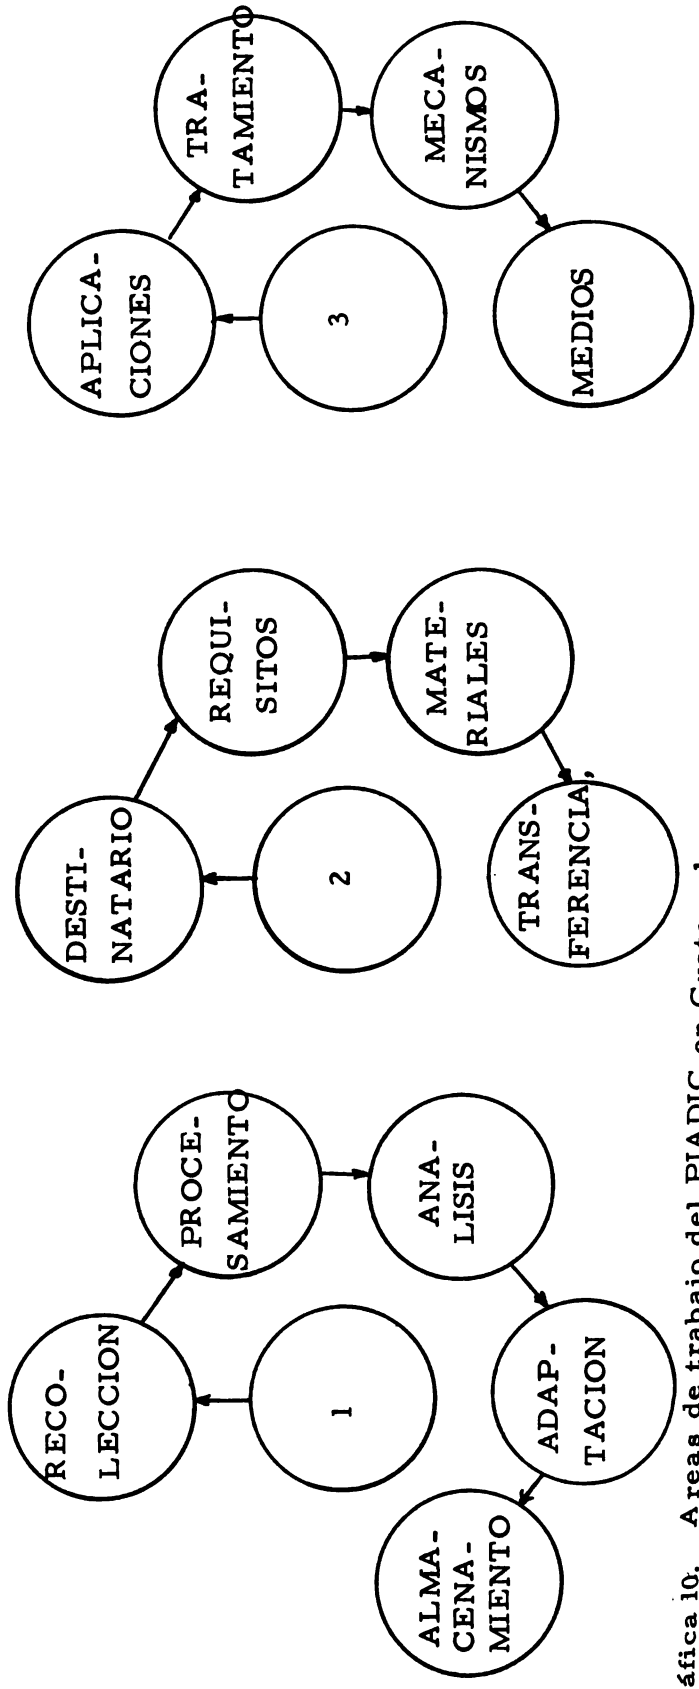 RECO-
LECCION
PROCE-
SAMIENTO
1
ANA-
LISIS
ADAP-
TACION
ALMA-
CENA-
MIENTO
DESTI-
NATARIO
REQUI-
SITOS
2
MATE-
RIALES
TRANS-
FERENCIA,
APLICA-
CIONES
TRA-
TAMIENTO
3
MECA-
NISMOS
MEDIOS
áfica 10. Areas de trabajo del PIADIC en